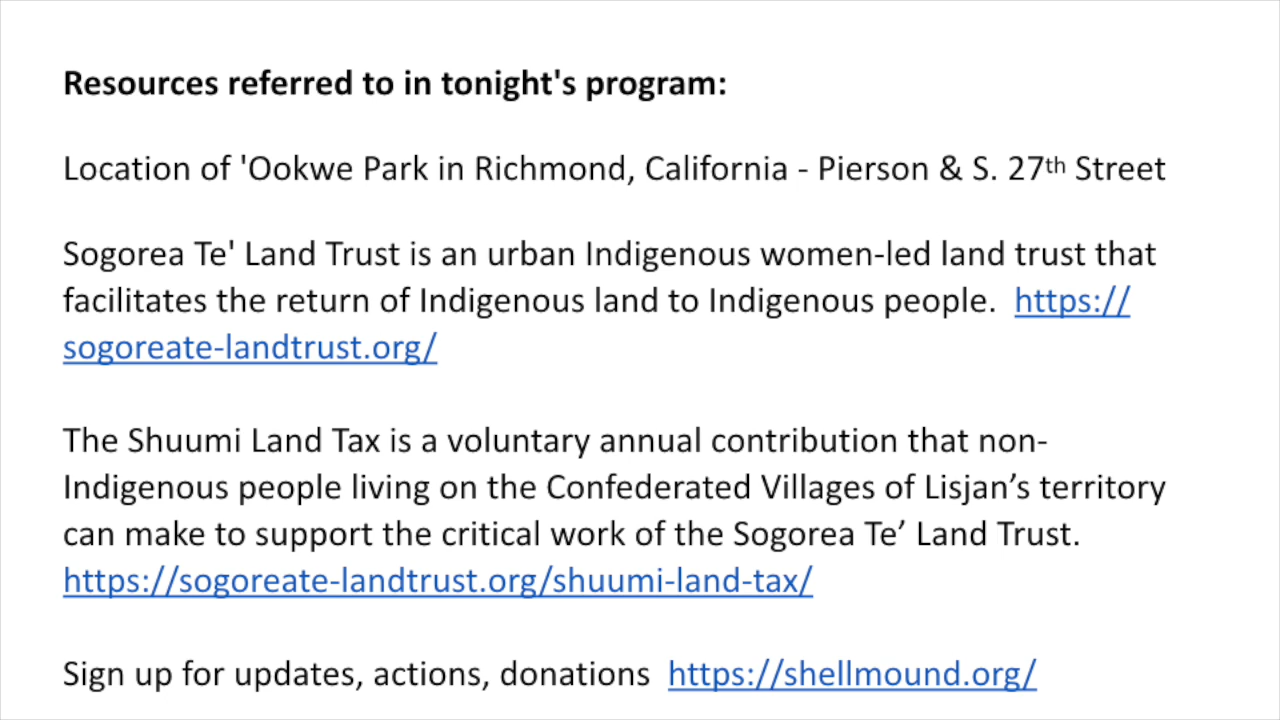 Resources referred to in tonight's program:
Location of 'Ookwe Park in Richmond, California - Pierson & S. 27th Street
Sogorea Te' Land Trust is an urban Indigenous women-led land trust that
facilitates the return of Indigenous land to Indigenous people.  https://
sogoreate-landtrust.org/
The Shuumi Land Tax is a voluntary annual contribution that non-
Indigenous people living on the Confederated Villages of Lisjan’s territory
can make to support the critical work of the Sogorea Te’ Land Trust.
https://sogoreate-landtrust.org/shuumi-land-tax/
Sign up for updates, actions, donations  https://shellmound.org/